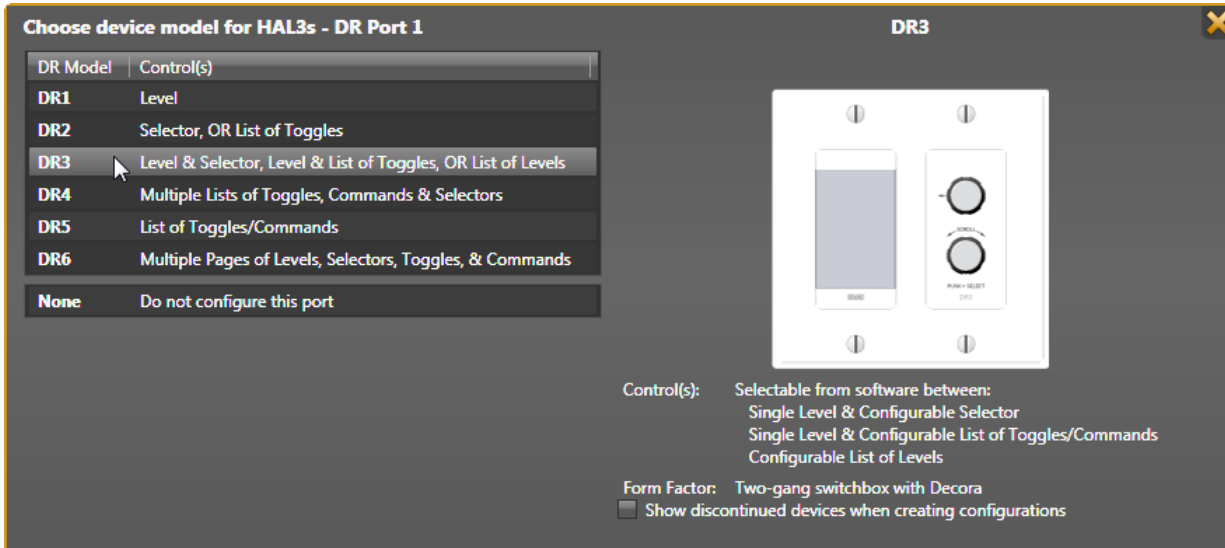 Choose device model for HAL3s - DR Port 1
DR Model Control(s)
DR1 Level
DR2 Selector, OR List of Toggles
DR3 Level & Selector, Level & List of Toggles, OR List of Levels
DR4 Multiple Lists of Toggles, Commands & Selectors
DR5 List of Toggles/Commands
DR6 Multiple Pages of Levels, Selectors, Toggles, & Commands
None Do not configure this port
DR3
SCROLL
PUSH = SELECT
DR3
Control(s): Selectable from software between:
Single Level & Configurable Selector
Single Level & Configurable List of Toggles/Commands
Configurable List of Levels
Form Factor: Two-gang switchbox with Decora
Show discontinued devices when creating configurations